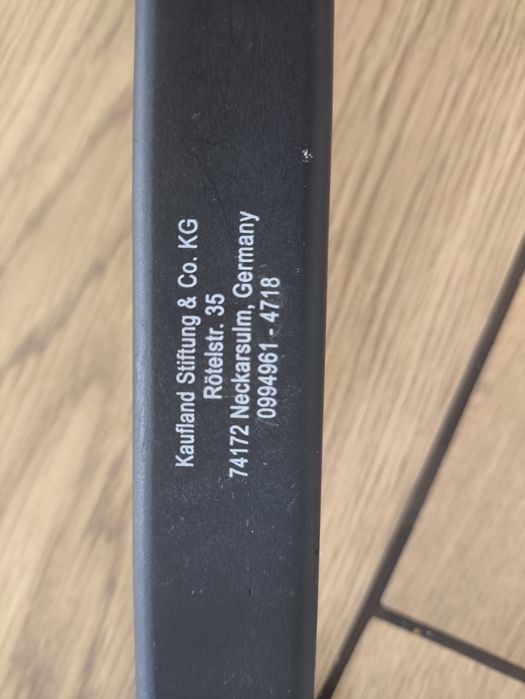 Kaufland Stiftung & Co. KG
Rötelstr. 35
74172 Neckarsulm, Germany
0994961 - 4718